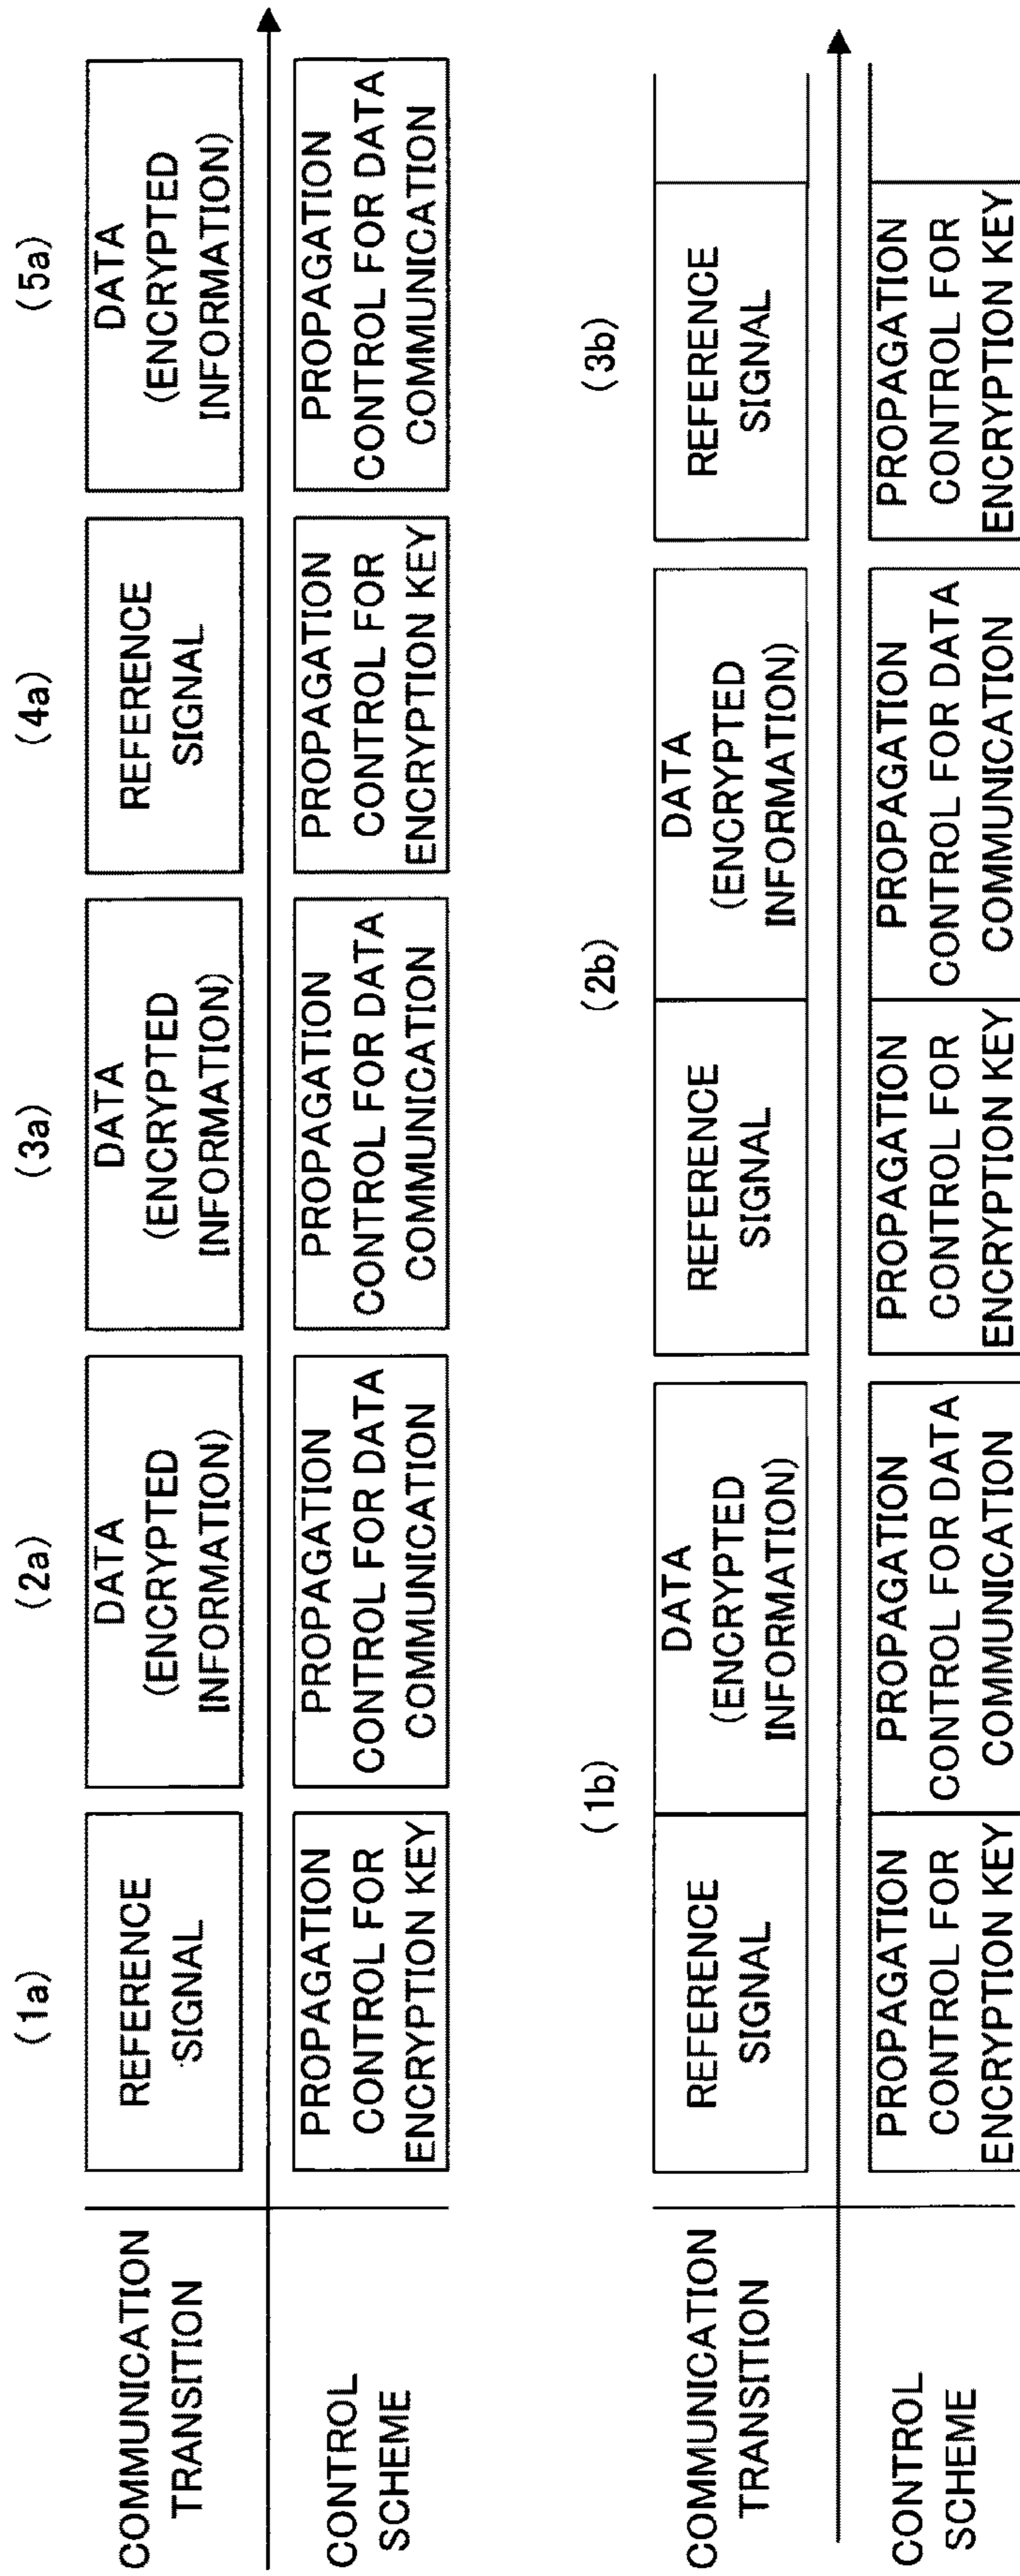 (1a)
(2a)
(3a)
(4a)
(5a)
COMMUNICATION
TRANSITION
REFERENCE
SIGNAL
DATA
(ENCRYPTED
INFORMATION)
DATA
(ENCRYPTED
INFORMATION)
REFERENCE
SIGNAL
DATA
(ENCRYPTED
INFORMATION)
CONTROL
SCHEME
PROPAGATION
CONTROL FOR
ENCRYPTION KEY
PROPAGATION
CONTROL FOR DATA
COMMUNICATION
PROPAGATION
CONTROL FOR DATA
COMMUNICATION
PROPAGATION
CONTROL FOR
ENCRYPTION KEY
PROPAGATION
CONTROL FOR DATA
COMMUNICATION
(1b)
(2b)
(3b)
COMMUNICATION
TRANSITION
REFERENCE
SIGNAL
DATA
(ENCRYPTED
INFORMATION)
REFERENCE
SIGNAL
DATA
(ENCRYPTED
INFORMATION)
REFERENCE
SIGNAL
CONTROL
SCHEME
PROPAGATION
CONTROL FOR
ENCRYPTION KEY
PROPAGATION
CONTROL FOR DATA
COMMUNICATION
PROPAGATION
CONTROL FOR
ENCRYPTION KEY
PROPAGATION
CONTROL FOR DATA
COMMUNICATION
PROPAGATION
CONTROL FOR
ENCRYPTION KEY